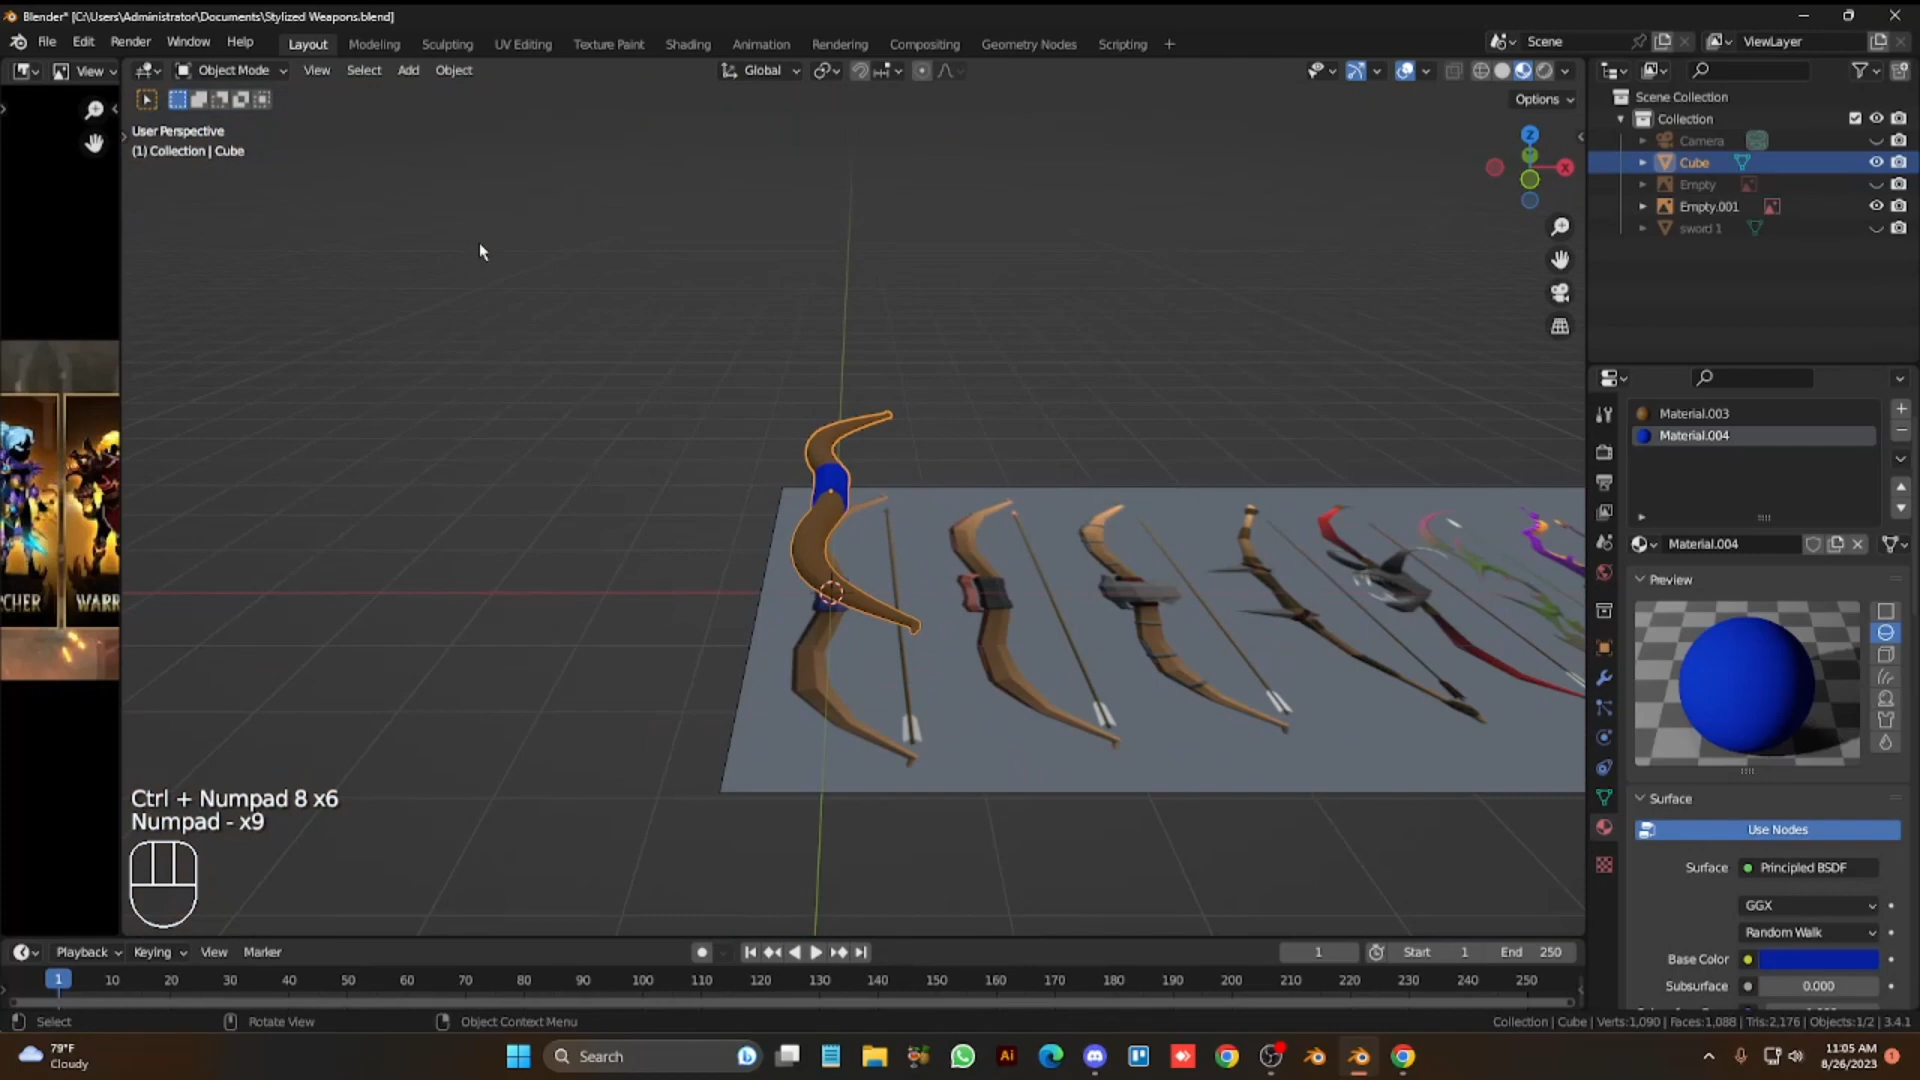 Blender* [C:\Users\Administrator\Documents\Stylized Weapons.blend]
File Edit Render Window Help Layout Modeling Sculpting UV Editing Texture Paint Shading Animation Rendering Compositing Geometry Nodes Scripting + Scene ViewLayer
View Object Mode View Select Add Object Global
Options
User Perspective
(1) Collection | Cube
Z
X
Scene Collection
Collection
Camera
Cube
Empty
Empty.001
sword 1
CHER WARR
Material.003
Material.004
Material.004
Preview
Surface
Use Nodes
Surface Principled BSDF
GGX
Random Walk
Base Color
Subsurface 0.000
Ctrl + Numpad 8 x6
Numpad - x9
Playback Keying View Marker 1 Start 1 End 250
1 10 20 30 40 50 60 70 80 90 100 110 120 130 140 150 160 170 180 190 200 210 220 230 240 250
Select Rotate View Object Context Menu Collection | Cube | Verts:1,090 | Faces:1,088 | Tris:2,176 | Objects:1/2 | 3.4.1
79°F
Cloudy
Search
Ai
11:05 AM
8/26/2023
1